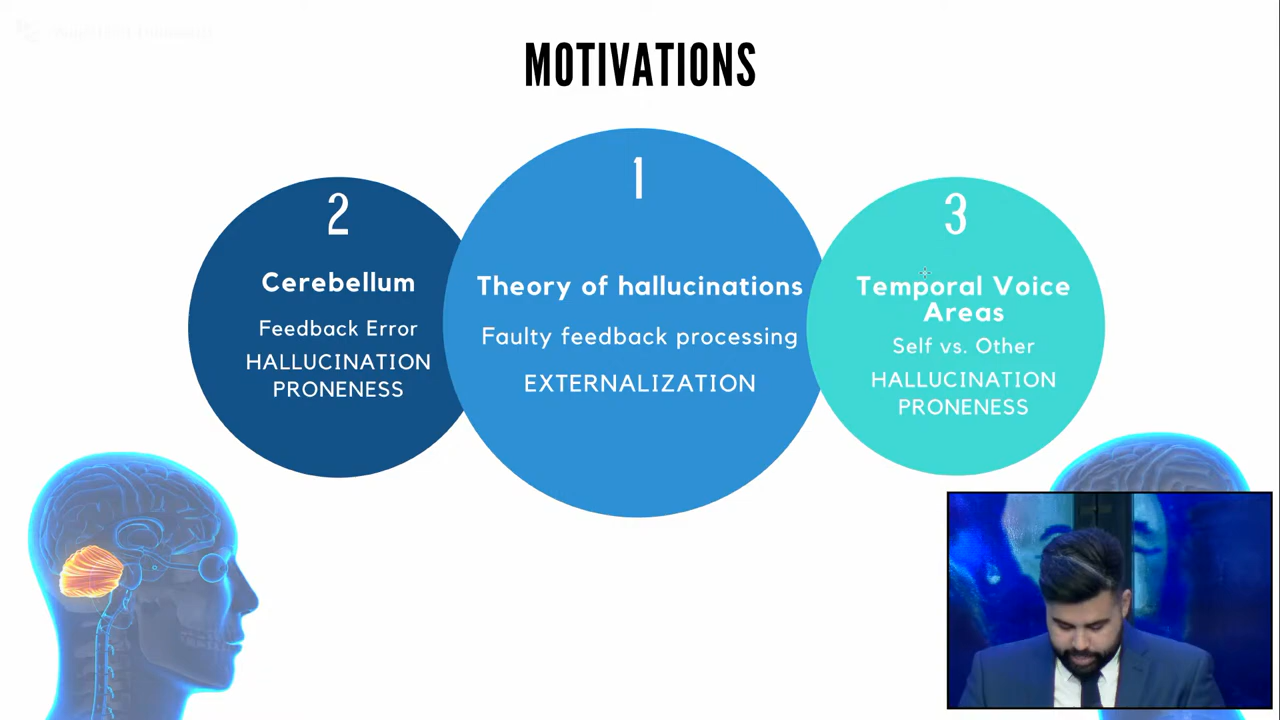 MOTIVATIONS
1
Theory of hallucinations
Faulty feedback processing
EXTERNALIZATION
2
Cerebellum
Feedback Error
HALLUCINATION
PRONENESS
3
Temporal Voice
Areas
Self vs. Other
HALLUCINATION
PRONENESS